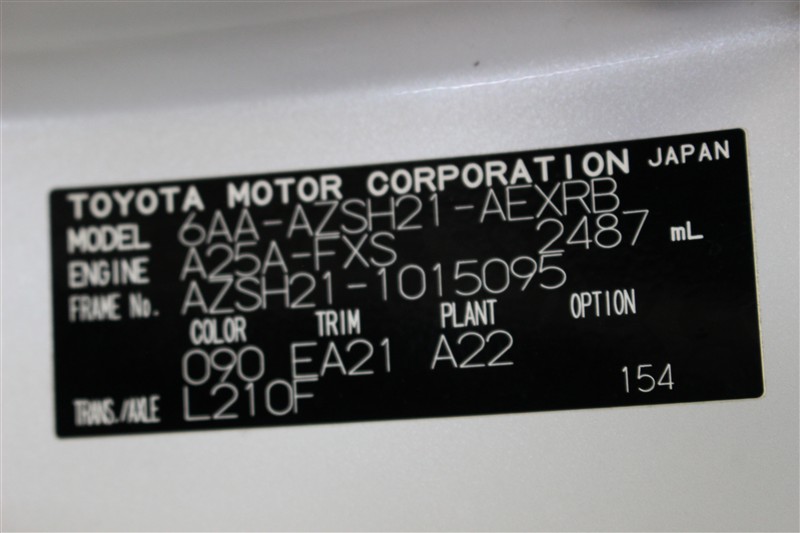 TOYOTA MOTOR CORPORATION JAPAN
MODEL 6AA-AZSH21-AEXRB
ENGINE A25A-FXS 2487 mL
FRAME No. AZSH21-1015095
COLOR TRIM PLANT OPTION
090 EA21 A22
TRANS./AXLE L210F 154